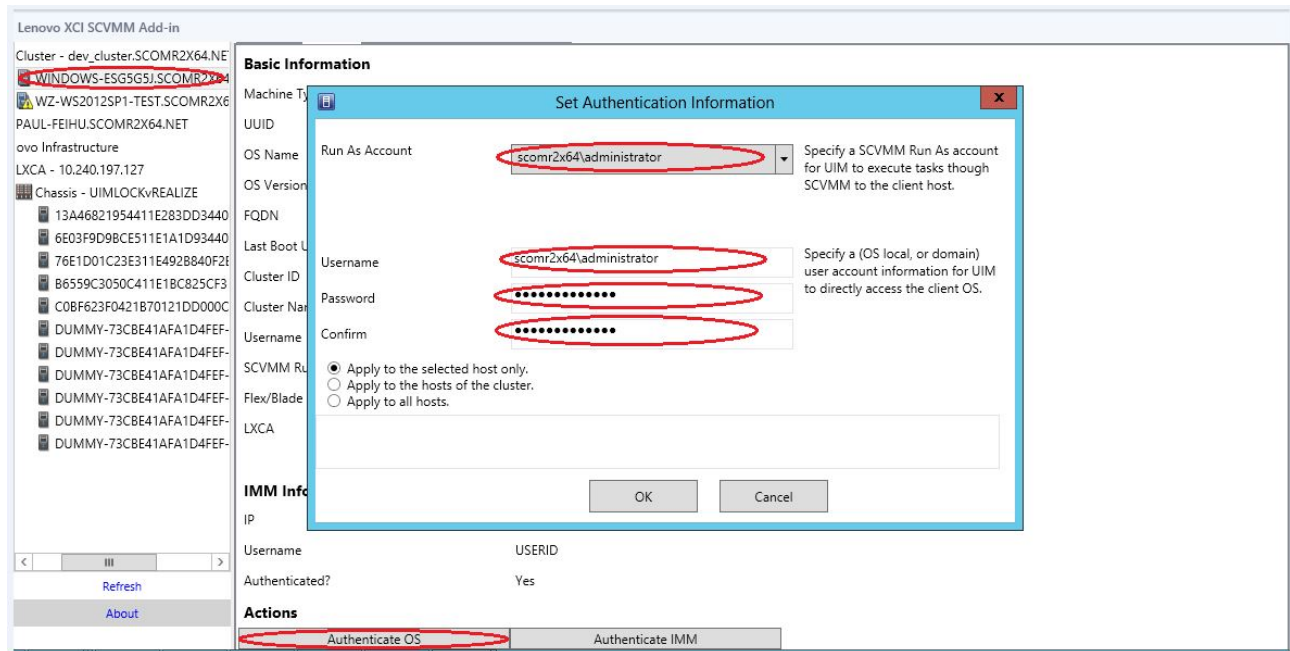 Lenovo XCI SCVMM Add-in
Cluster - dev_cluster.SCOMR2X64.NE
WINDOWS-ESG5G5J.SCOMR2X64
WZ-WS2012SP1-TEST.SCOMR2X6
PAUL-FEIHU.SCOMR2X64.NET
ovo Infrastructure
LXCA - 10.240.197.127
Chassis - UIMLOCKvREALIZE
13A46821954411E283DD3440
6E03F9D9BCE511E1A1D93440
76E1D01C23E311E492B840F2E
B6559C3050C411E1BC825CF3
C0BF623F0421B70121DD000C
DUMMY-73CBE41AFA1D4FEF-
DUMMY-73CBE41AFA1D4FEF-
DUMMY-73CBE41AFA1D4FEF-
DUMMY-73CBE41AFA1D4FEF-
DUMMY-73CBE41AFA1D4FEF-
DUMMY-73CBE41AFA1D4FEF-
Refresh
About
Basic Information
Machine Ty
UUID
OS Name
OS Version
FQDN
Last Boot U
Cluster ID
Cluster Nar
Username
SCVMM Ru
Flex/Blade
LXCA
IMM Info
IP
Username USERID
Authenticated? Yes
Actions
Authenticate OS Authenticate IMM
Set Authentication Information
x
Run As Account scomr2x64\administrator
Specify a SCVMM Run As account
for UIM to execute tasks though
SCVMM to the client host.
Username scomr2x64\administrator
Password •••••••••••••
Confirm •••••••••••••
Specify a (OS local, or domain)
user account information for UIM
to directly access the client OS.
Apply to the selected host only.
Apply to the hosts of the cluster.
Apply to all hosts.
OK Cancel